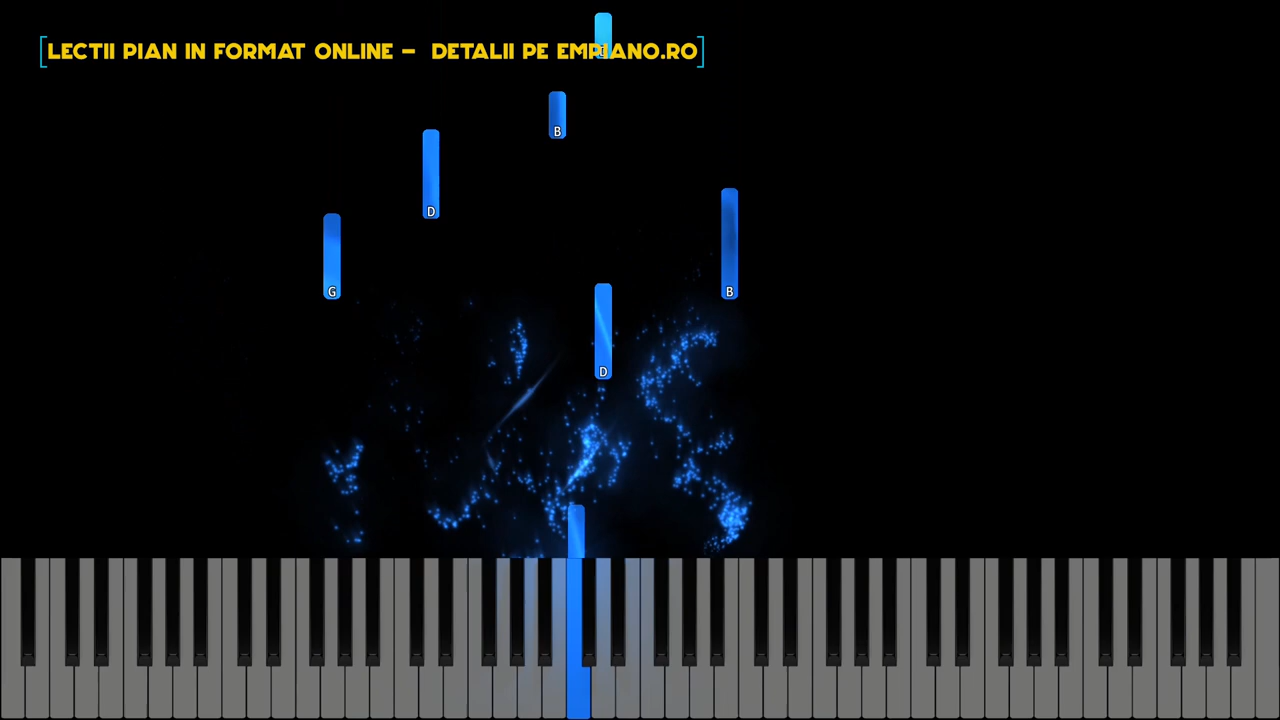 [LECTII PIAN IN FORMAT ONLINE - DETALII PE EMPIANO.RO]
B
D
G
B
D